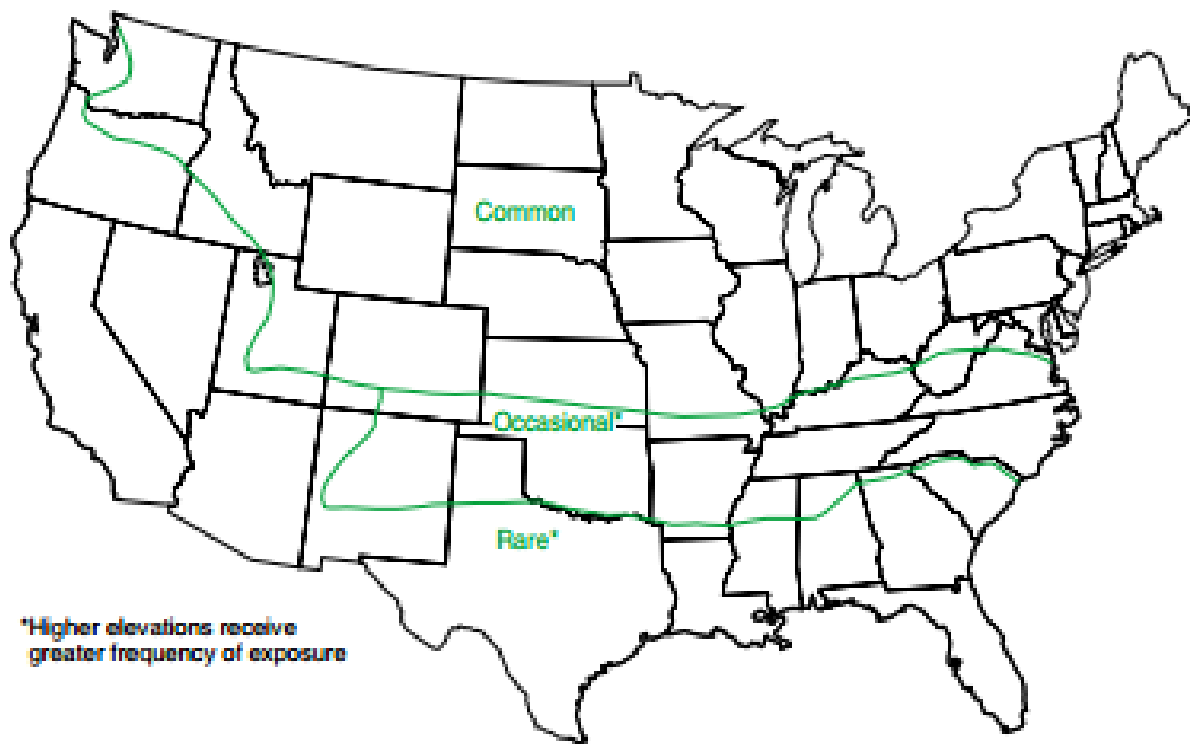 Common
Occasional*
Rare*
*Higher elevations receive
greater frequency of exposure